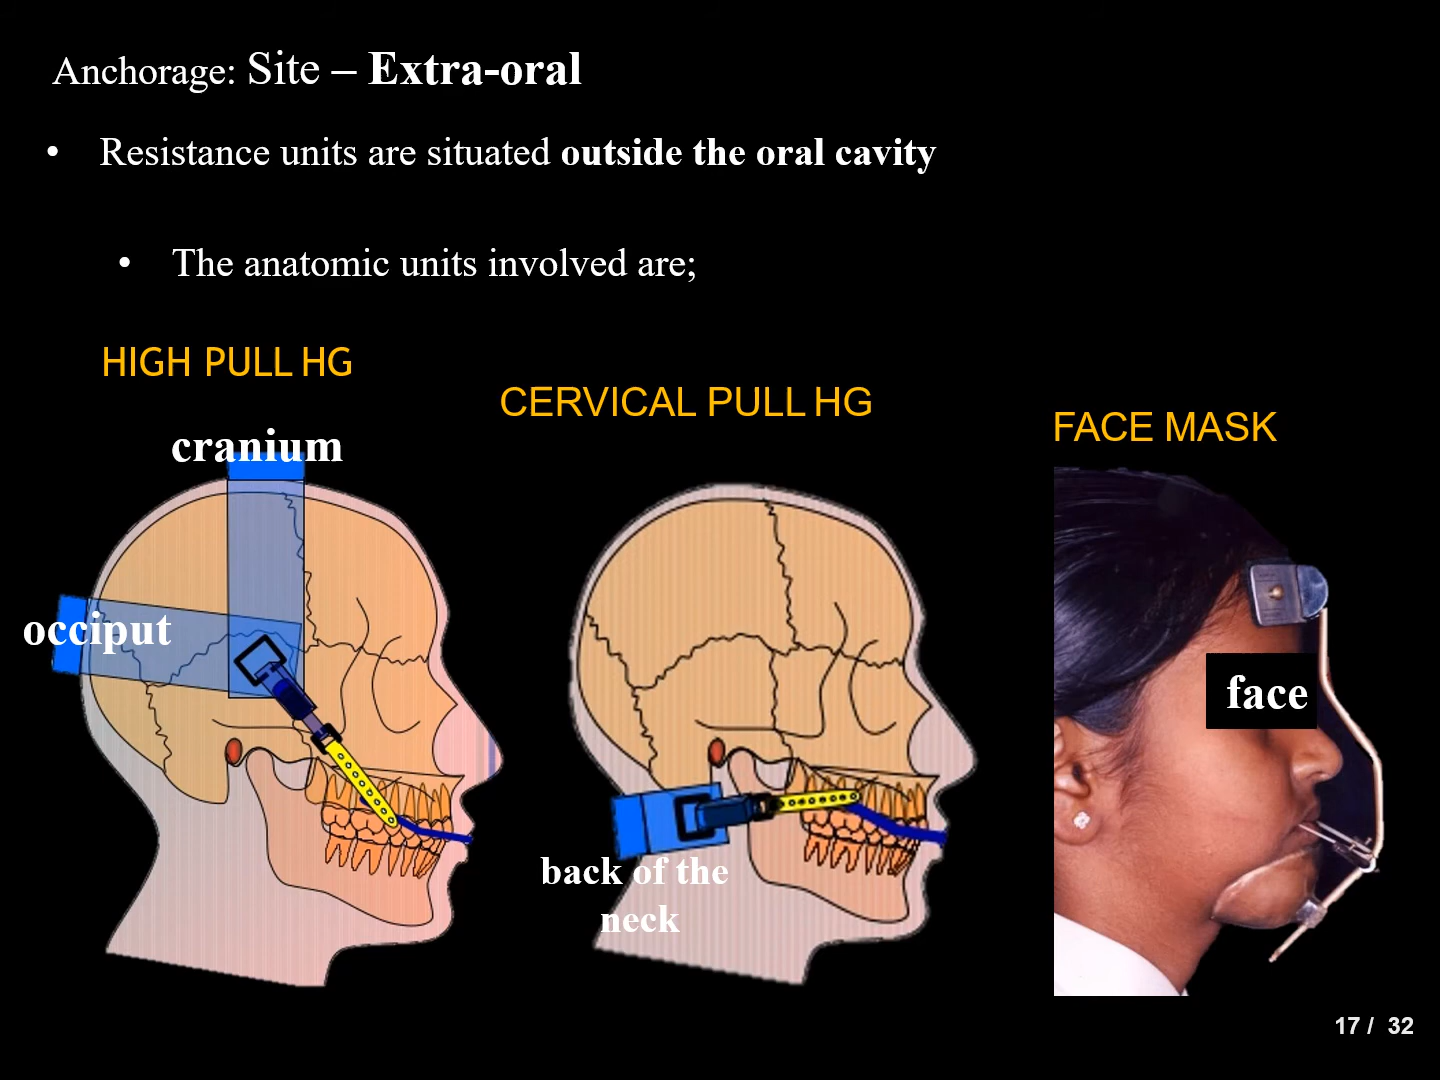 Anchorage: Site – Extra-oral
• Resistance units are situated outside the oral cavity
• The anatomic units involved are;
HIGH PULL HG
CERVICAL PULL HG
FACE MASK
cranium
occiput
face
back of the
neck
17 / 32